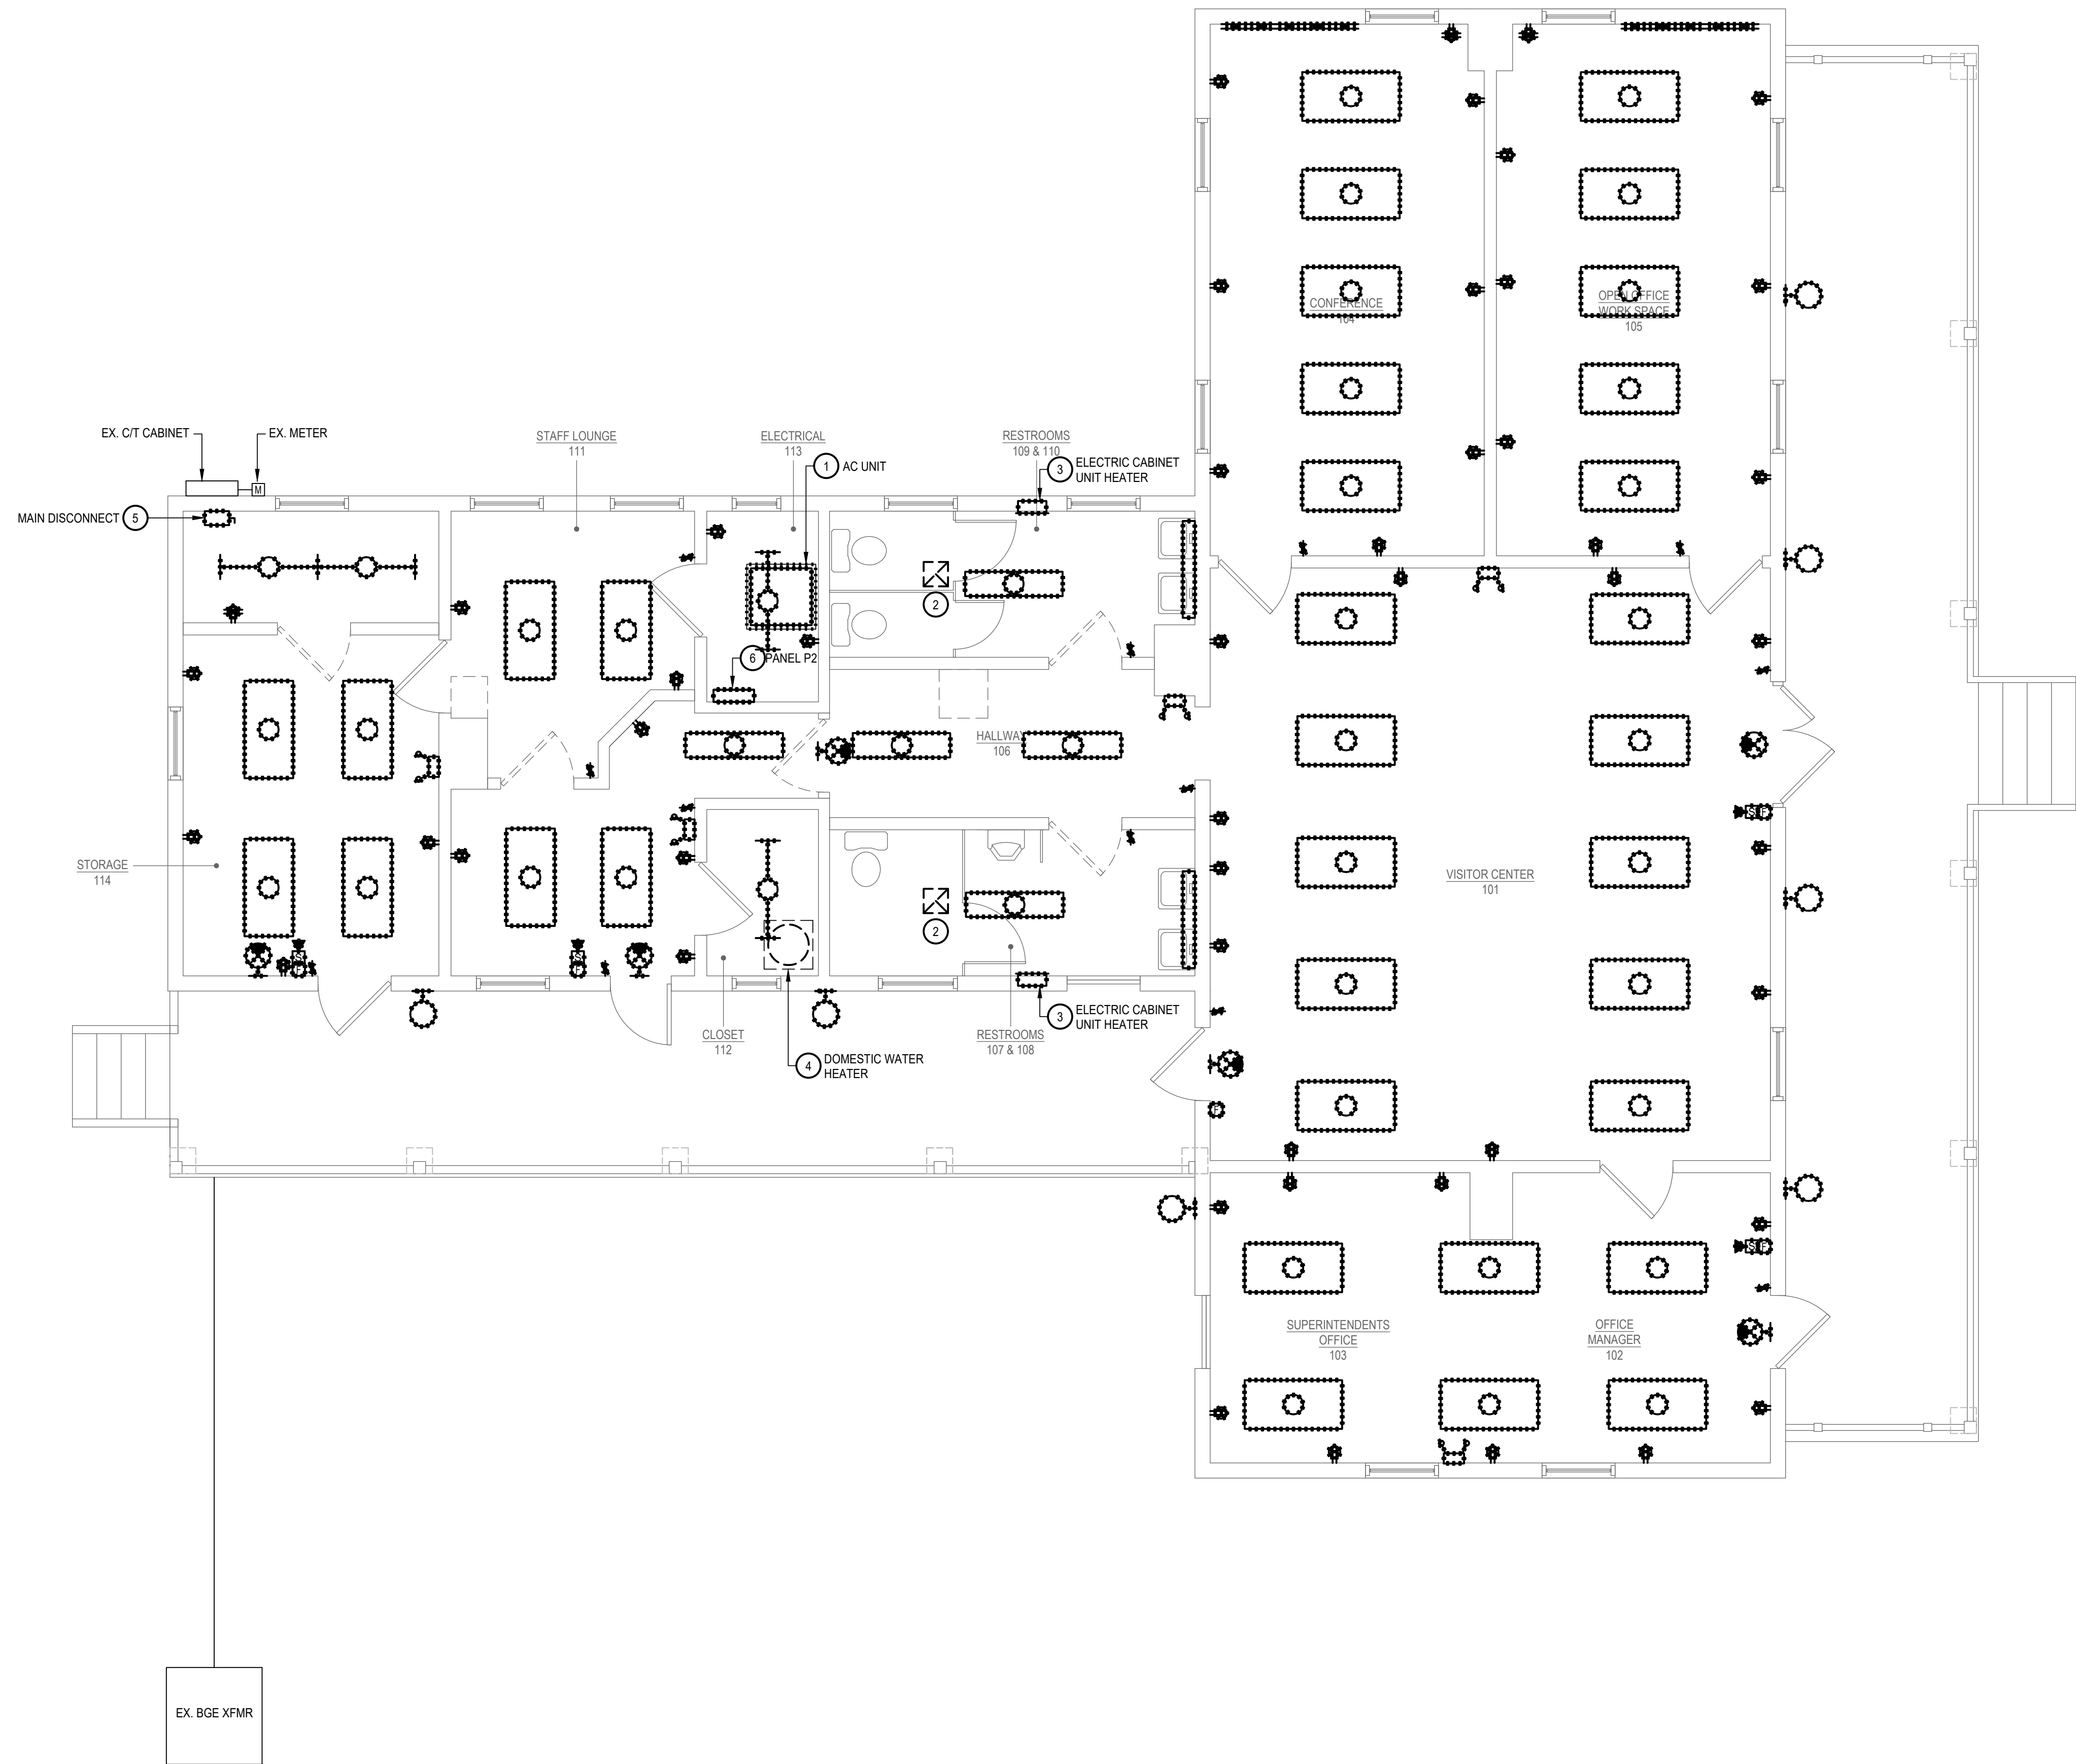 CONFERENCE
104
OPEN OFFICE
WORK SPACE
105
EX. C/T CABINET
EX. METER
M
STAFF LOUNGE
111
ELECTRICAL
113
1
AC UNIT
RESTROOMS
109 & 110
3
ELECTRIC CABINET
UNIT HEATER
MAIN DISCONNECT
5
2
6
PANEL P2
HALLWAY
106
STORAGE
114
VISITOR CENTER
101
2
S
F
S
F
S
F
CLOSET
112
4
DOMESTIC WATER
HEATER
RESTROOMS
107 & 108
3
ELECTRIC CABINET
UNIT HEATER
F
S
F
SUPERINTENDENTS
OFFICE
103
OFFICE
MANAGER
102
EX. BGE XFMR